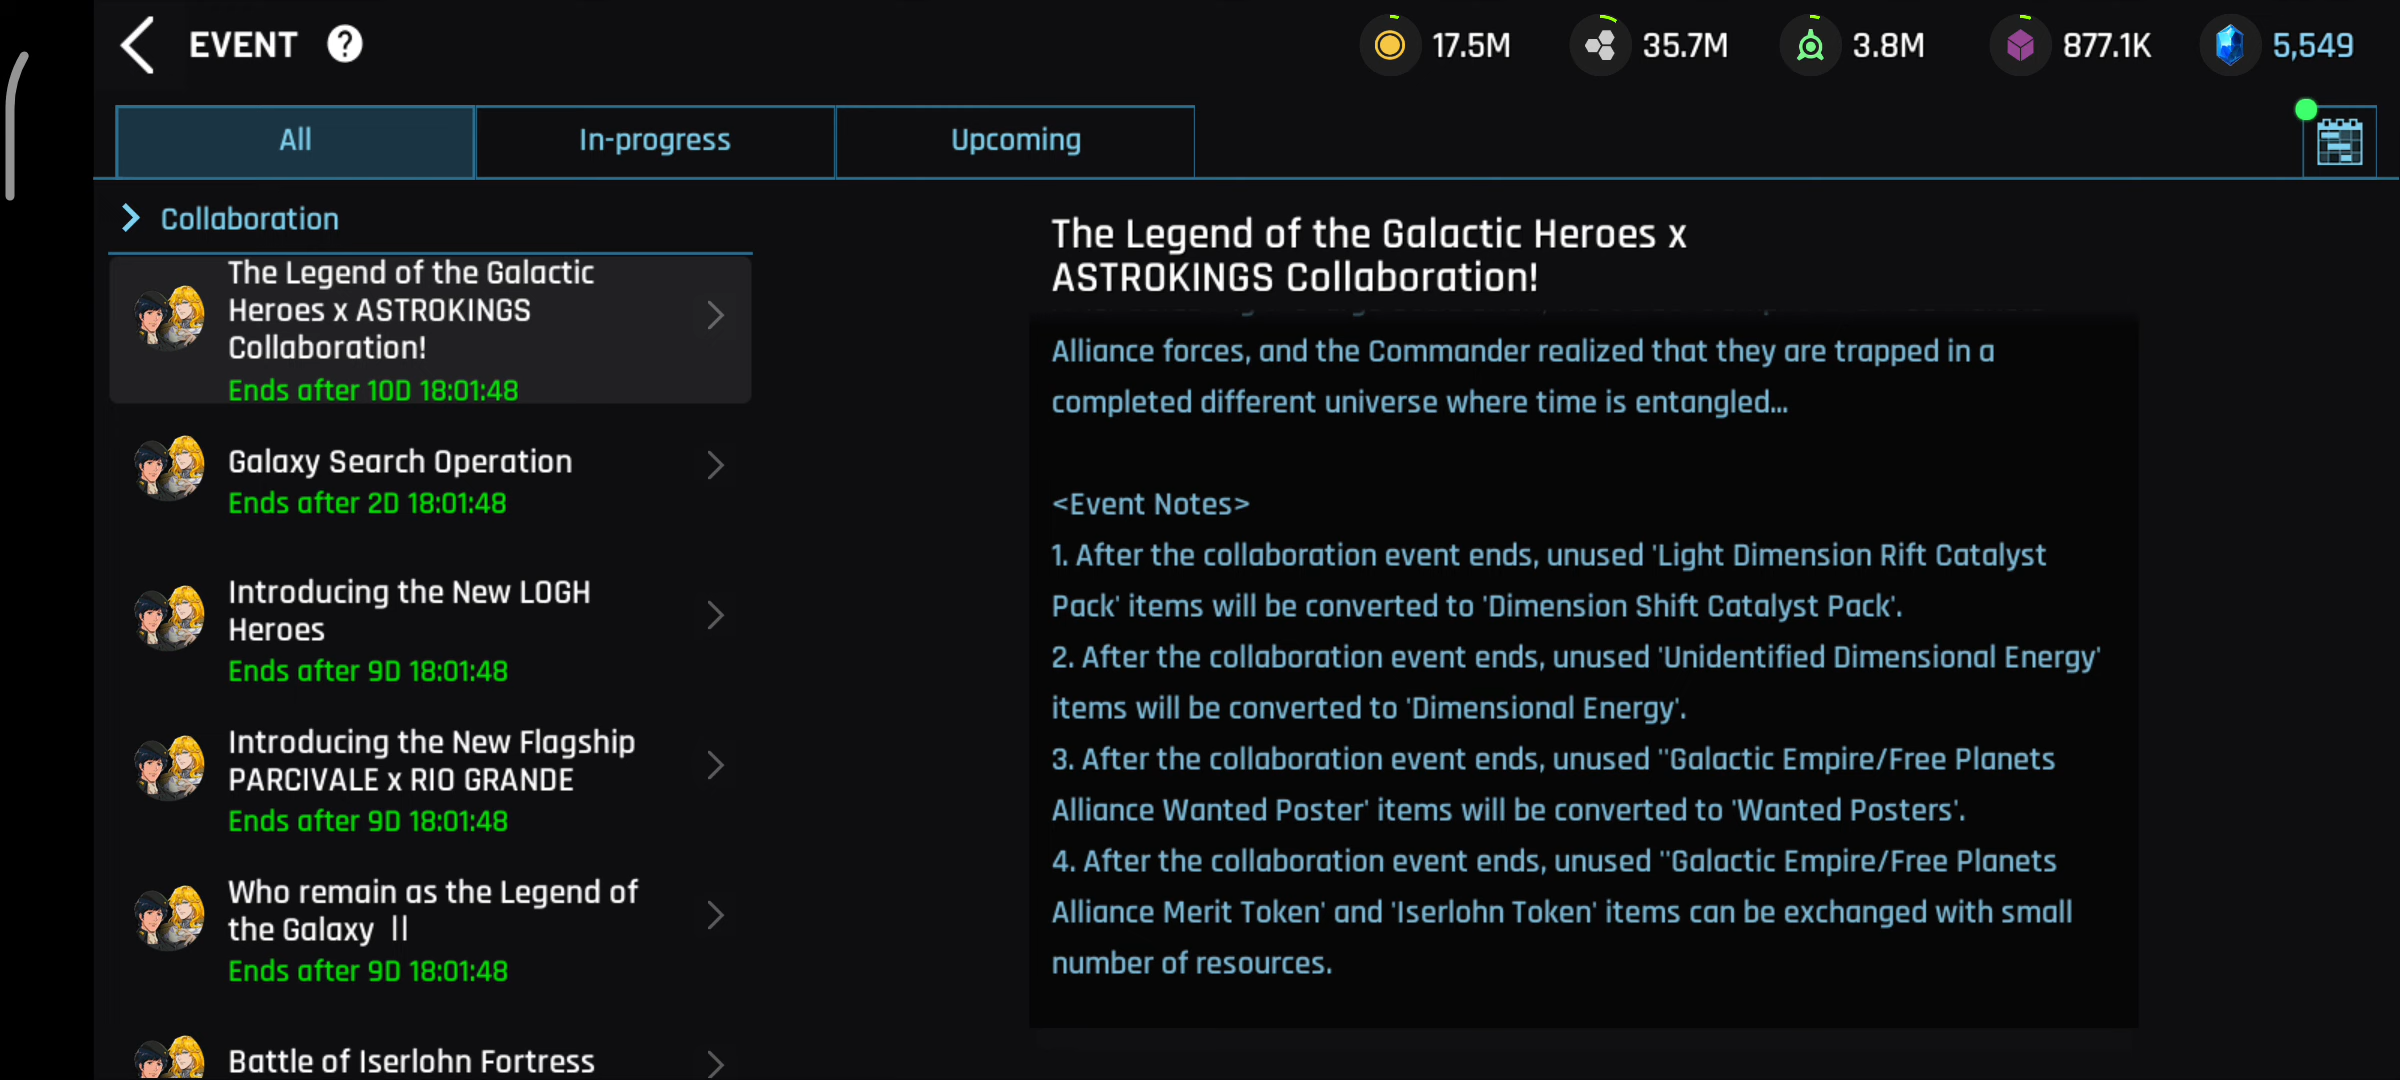 EVENT ?
17.5M
35.7M
3.8M
877.1K
5,549
All
In-progress
Upcoming
Collaboration
The Legend of the Galactic
Heroes x ASTROKINGS
Collaboration!
Ends after 10D 18:01:48
Galaxy Search Operation
Ends after 2D 18:01:48
Introducing the New LOGH
Heroes
Ends after 9D 18:01:48
Introducing the New Flagship
PARCIVALE x RIO GRANDE
Ends after 9D 18:01:48
Who remain as the Legend of
the Galaxy ll
Ends after 9D 18:01:48
Battle of Iserlohn Fortress
The Legend of the Galactic Heroes x
ASTROKINGS Collaboration!
Alliance forces, and the Commander realized that they are trapped in a
completed different universe where time is entangled...
<Event Notes>
1. After the collaboration event ends, unused 'Light Dimension Rift Catalyst
Pack' items will be converted to 'Dimension Shift Catalyst Pack'.
2. After the collaboration event ends, unused 'Unidentified Dimensional Energy'
items will be converted to 'Dimensional Energy'.
3. After the collaboration event ends, unused ''Galactic Empire/Free Planets
Alliance Wanted Poster' items will be converted to 'Wanted Posters'.
4. After the collaboration event ends, unused ''Galactic Empire/Free Planets
Alliance Merit Token' and 'Iserlohn Token' items can be exchanged with small
number of resources.